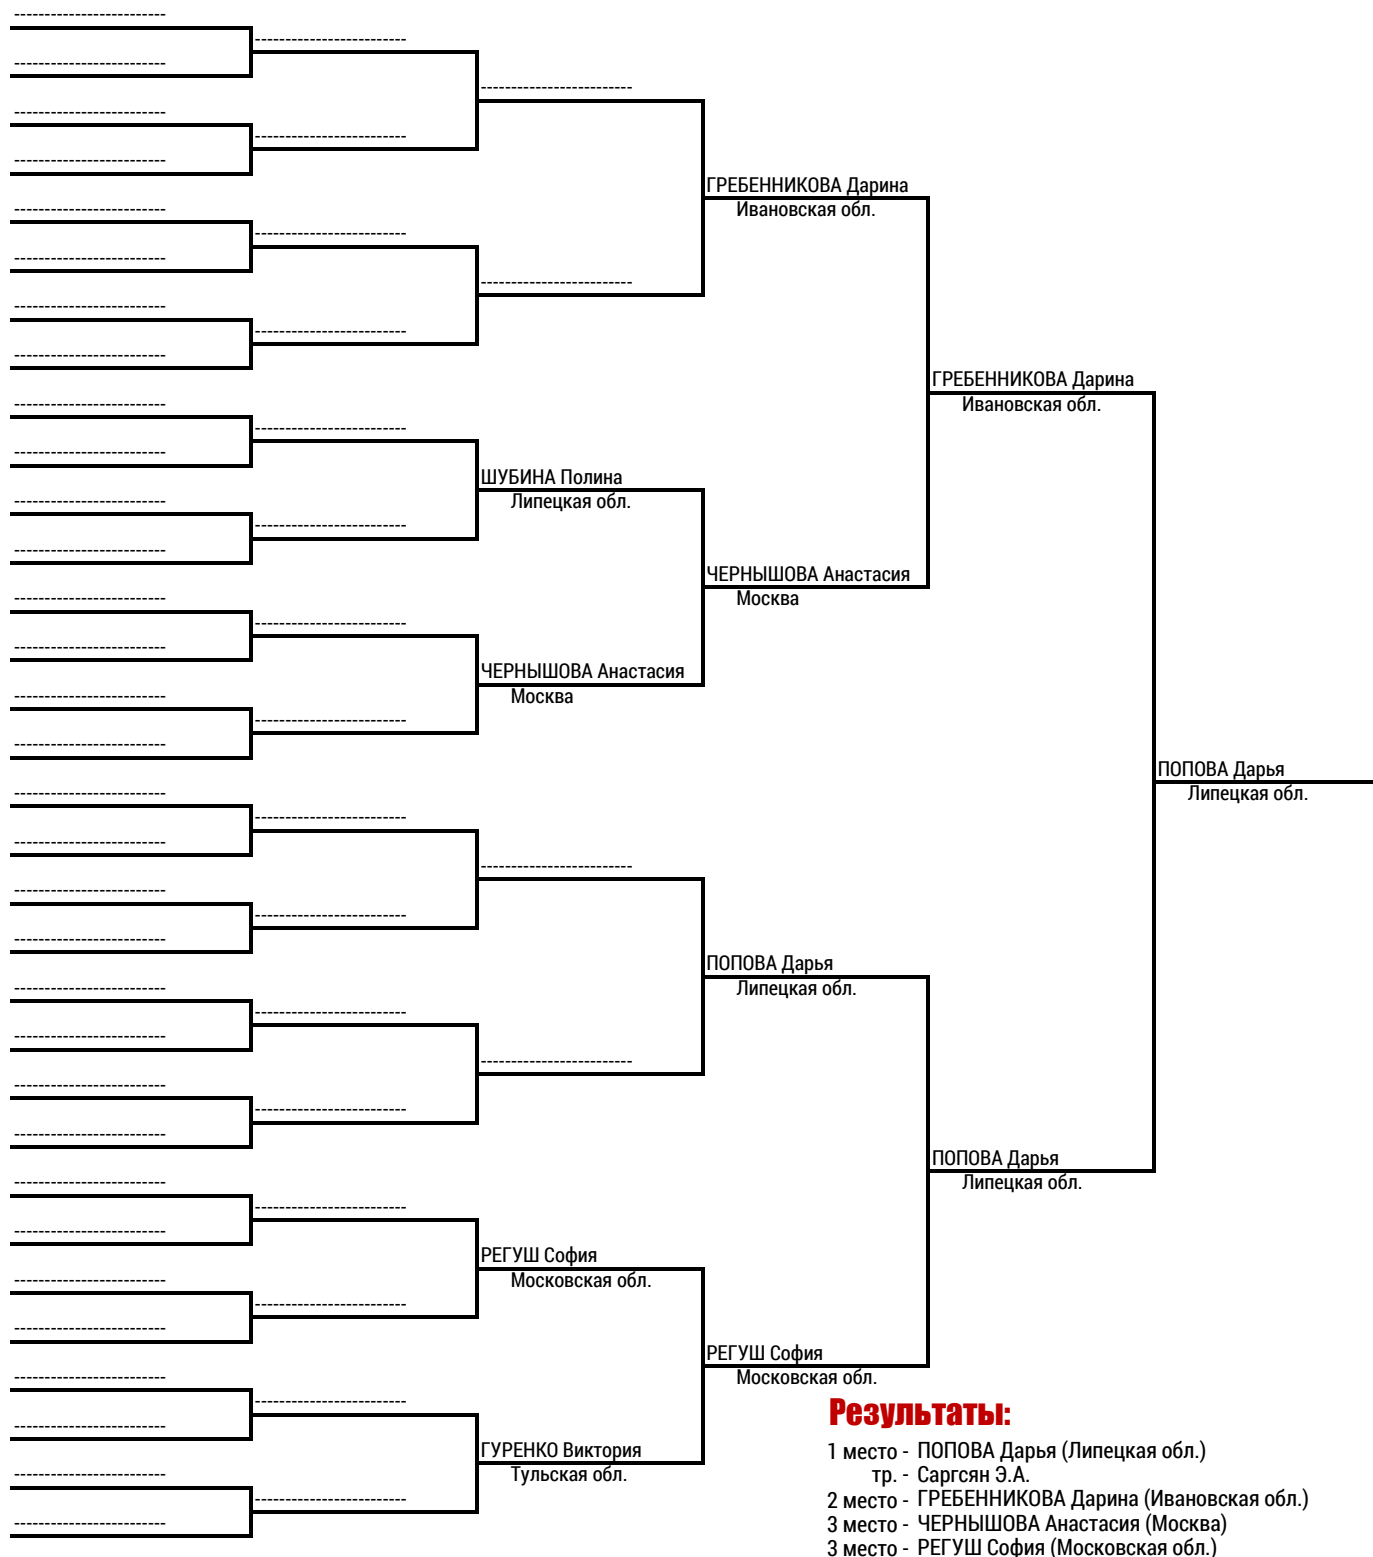 ГРЕБЕННИКОВА Дарина
Ивановская обл.
ГРЕБЕННИКОВА Дарина
Ивановская обл.
ШУБИНА Полина
Липецкая обл.
ЧЕРНЫШОВА Анастасия
Москва
ЧЕРНЫШОВА Анастасия
Москва
ПОПОВА Дарья
Липецкая обл.
ПОПОВА Дарья
Липецкая обл.
ПОПОВА Дарья
Липецкая обл.
РЕГУШ София
Московская обл.
РЕГУШ София
Московская обл.
ГУРЕНКО Виктория
Тульская обл.
Результаты:
1 место - ПОПОВА Дарья (Липецкая обл.)
тр. - Саргсян Э.А.
2 место - ГРЕБЕННИКОВА Дарина (Ивановская обл.)
3 место - ЧЕРНЫШОВА Анастасия (Москва)
3 место - РЕГУШ София (Московская обл.)